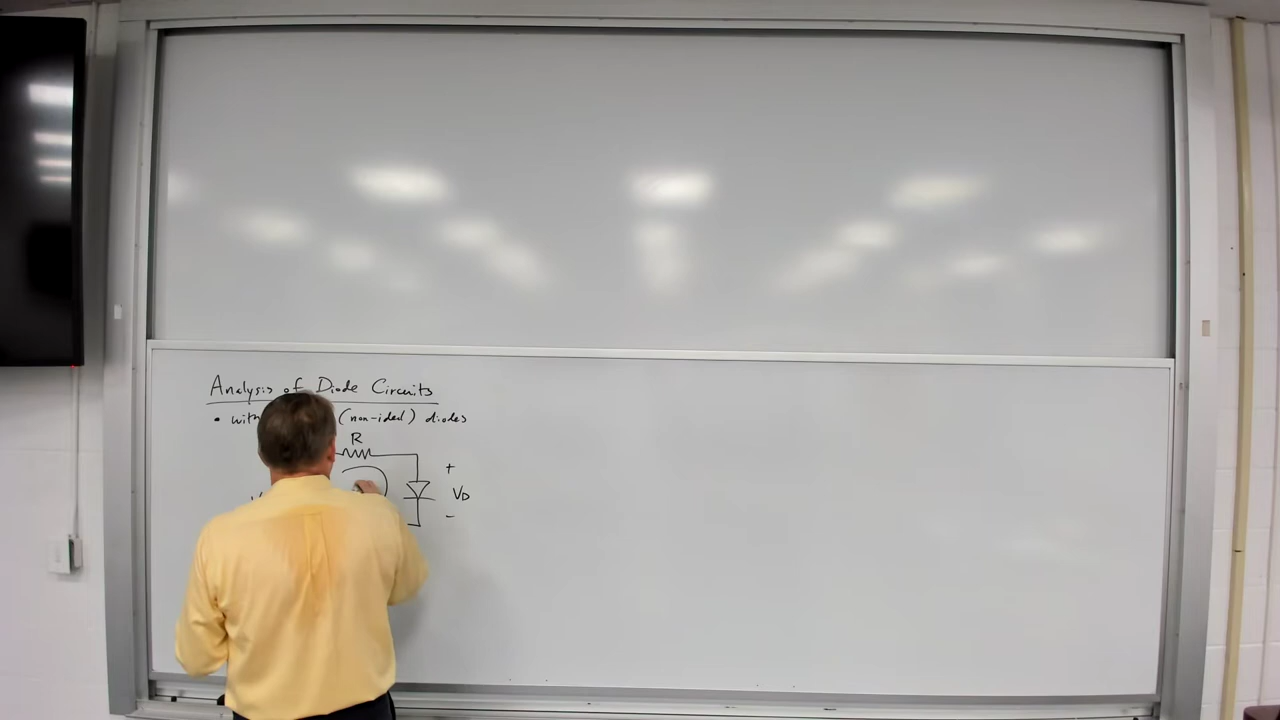 Analysis of Diode Circuits
• with (non-ideal) diodes
R
+
VD
-